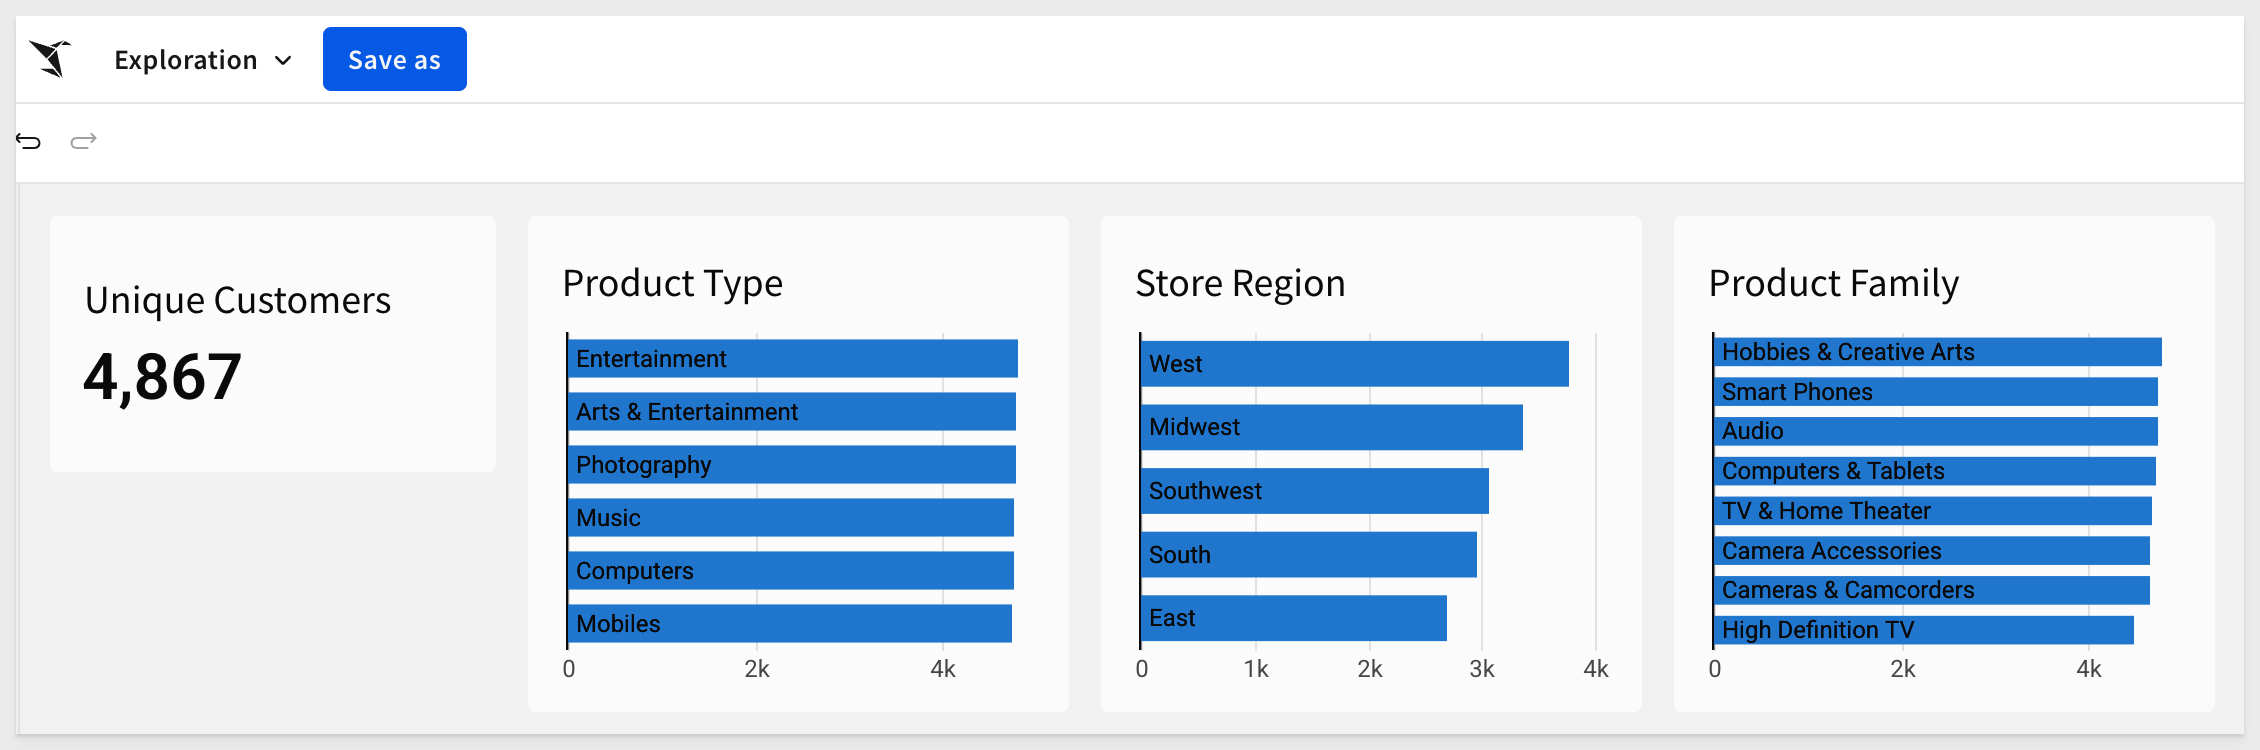 Exploration
Save as
Unique Customers
4,867
Product Type
Entertainment
Arts & Entertainment
Photography
Music
Computers
Mobiles
0 2k 4k
Store Region
West
Midwest
Southwest
South
East
0 1k 2k 3k 4k
Product Family
Hobbies & Creative Arts
Smart Phones
Audio
Computers & Tablets
TV & Home Theater
Camera Accessories
Cameras & Camcorders
High Definition TV
0 2k 4k